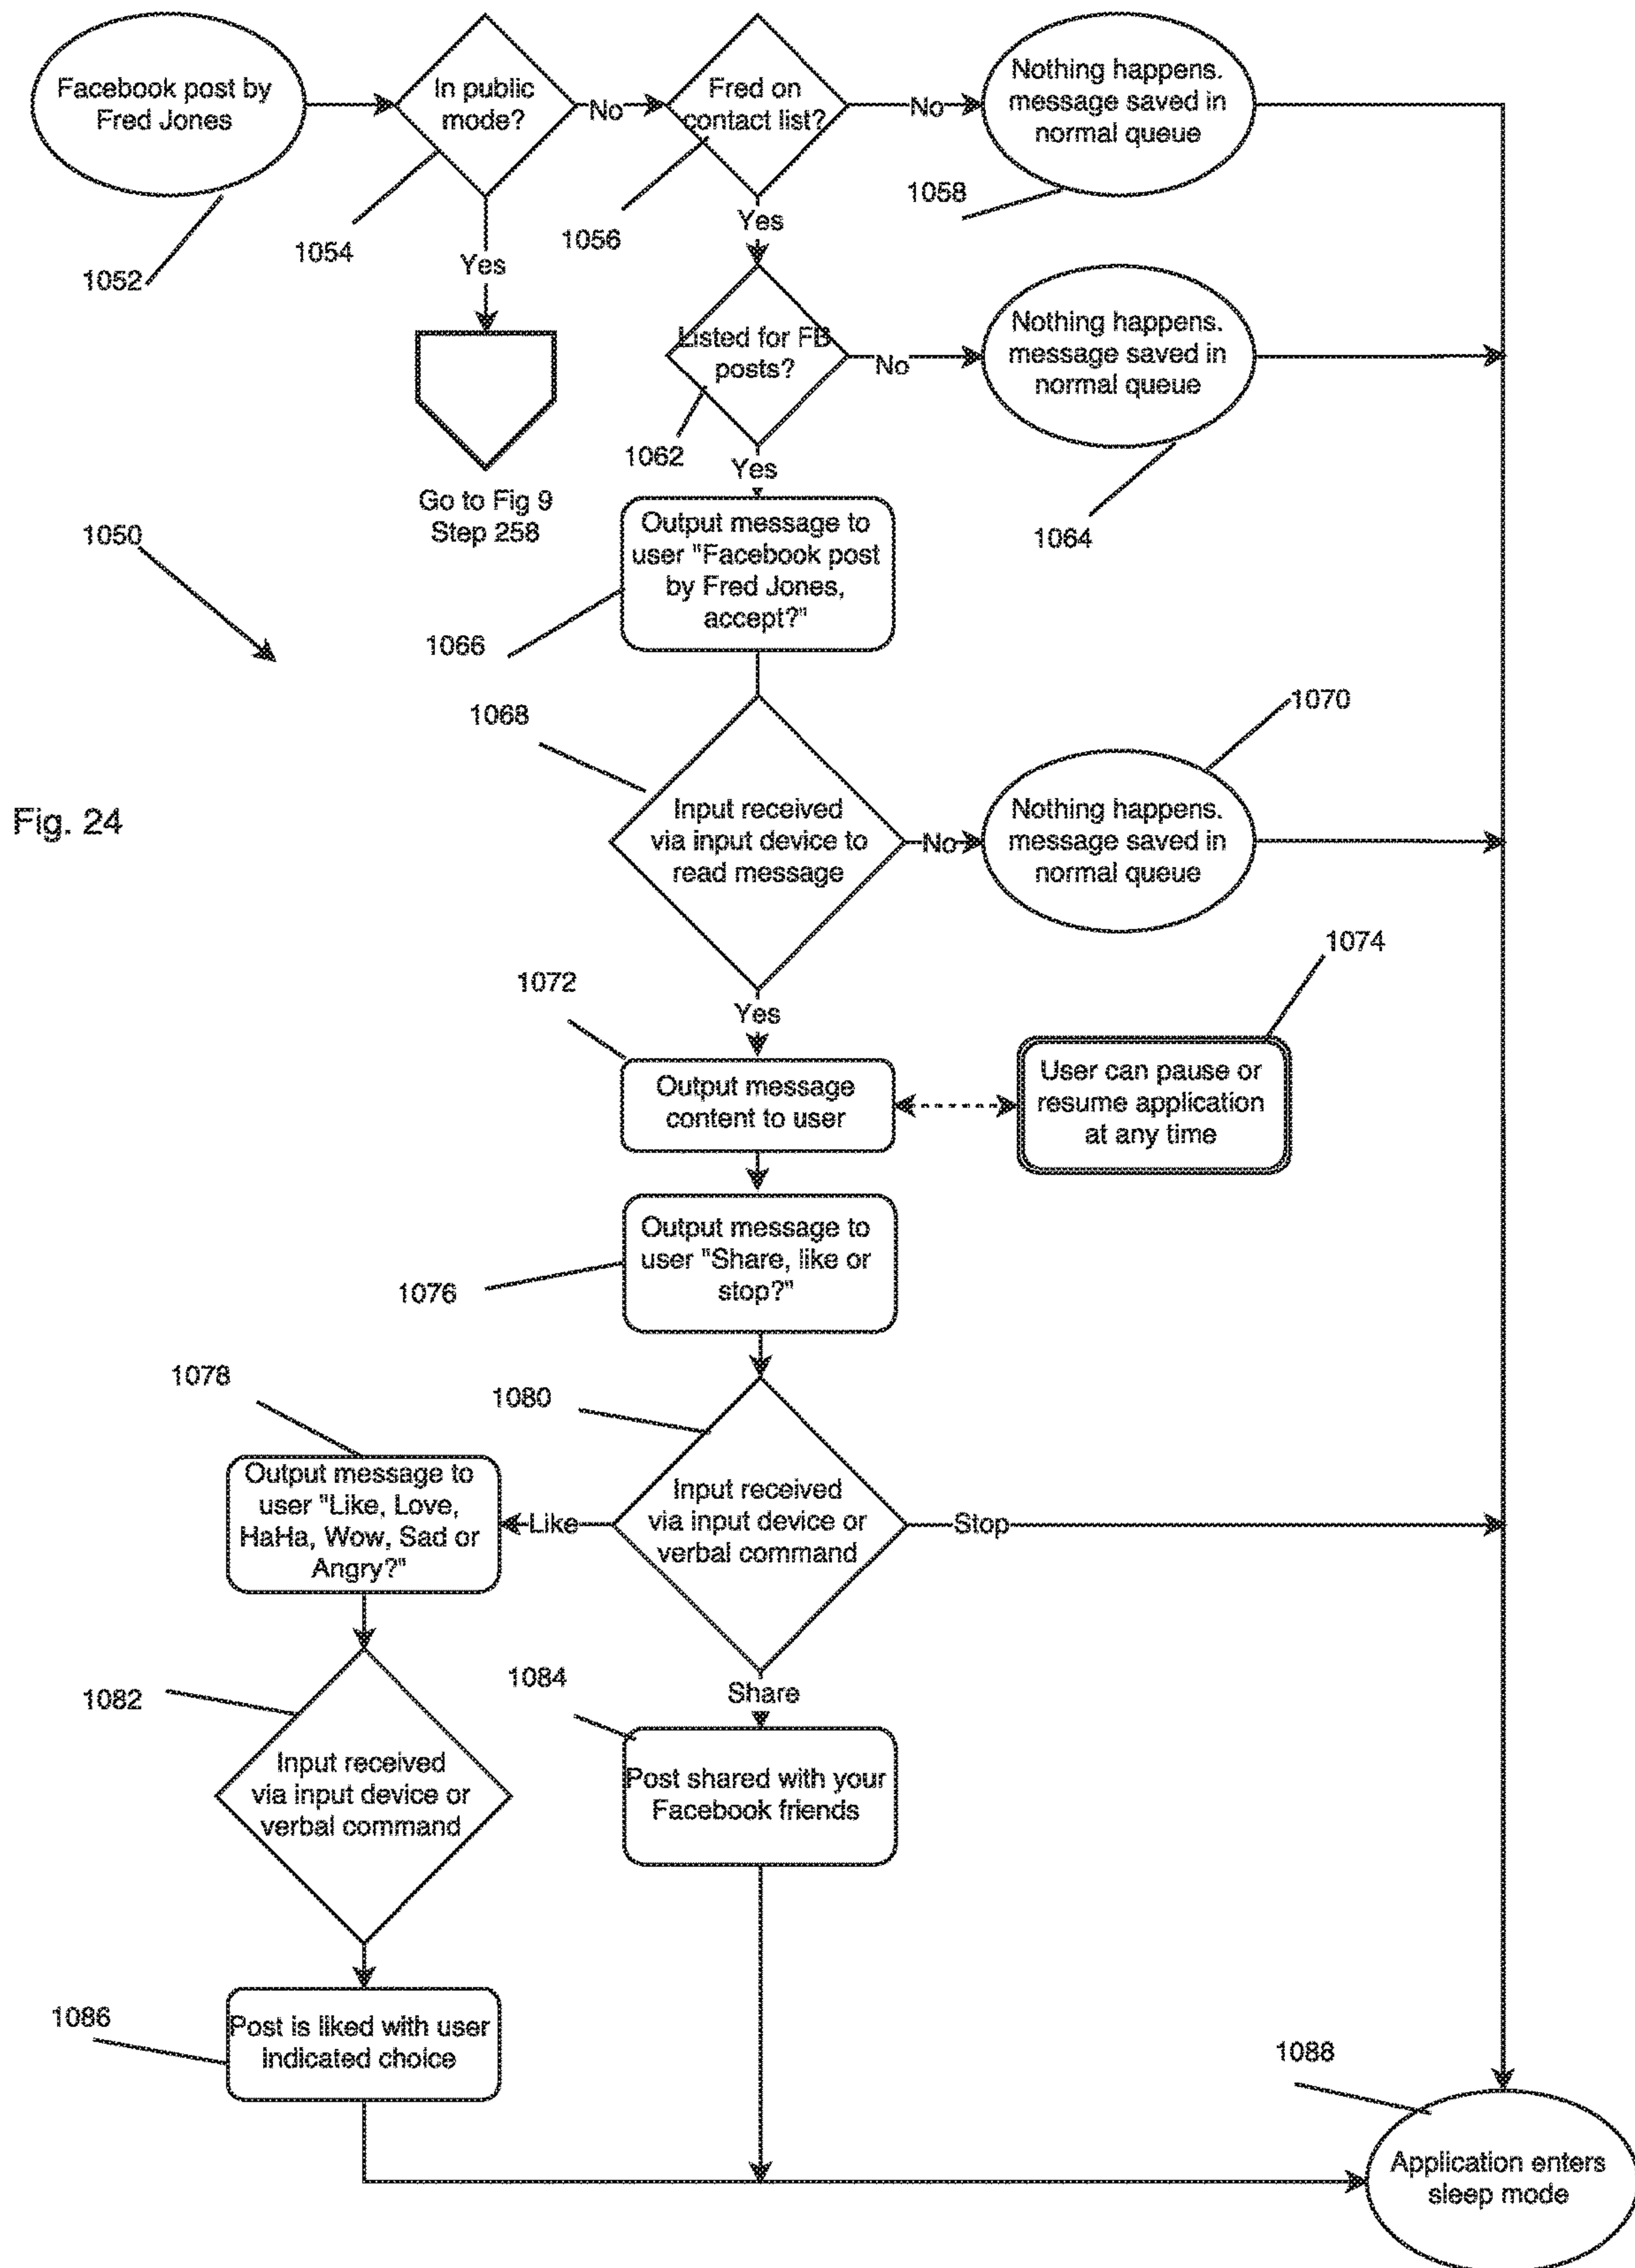 Facebook post by
Fred Jones
In public
mode?
No
Fred on
contact list?
No
Nothing happens.
message saved in
normal queue
1052
1054
Yes
1056
Yes
1058
Go to Fig 9
Step 258
Listed for FB
posts?
No
Nothing happens.
message saved in
normal queue
1062
Yes
1064
1050
Output message to
user "Facebook post
by Fred Jones,
accept?"
1066
1068
1070
Fig. 24
Input received
via input device to
read message
No
Nothing happens.
message saved in
normal queue
Yes
1072
1074
Output message
content to user
User can pause or
resume application
at any time
Output message to
user "Share, like or
stop?"
1076
1078
1080
Output message to
user "Like, Love,
HaHa, Wow, Sad or
Angry?"
Like
Input received
via input device or
verbal command
Stop
1082
1084
Share
Input received
via input device or
verbal command
Post shared with your
Facebook friends
1086
Post is liked with user
indicated choice
1088
Application enters
sleep mode